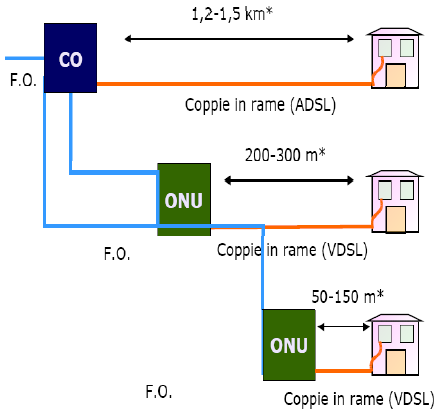 1,2-1,5 km*
CO
F.O.
Coppie in rame (ADSL)
200-300 m*
ONU
F.O.
Coppie in rame (VDSL)
50-150 m*
ONU
F.O.
Coppie in rame (VDSL)